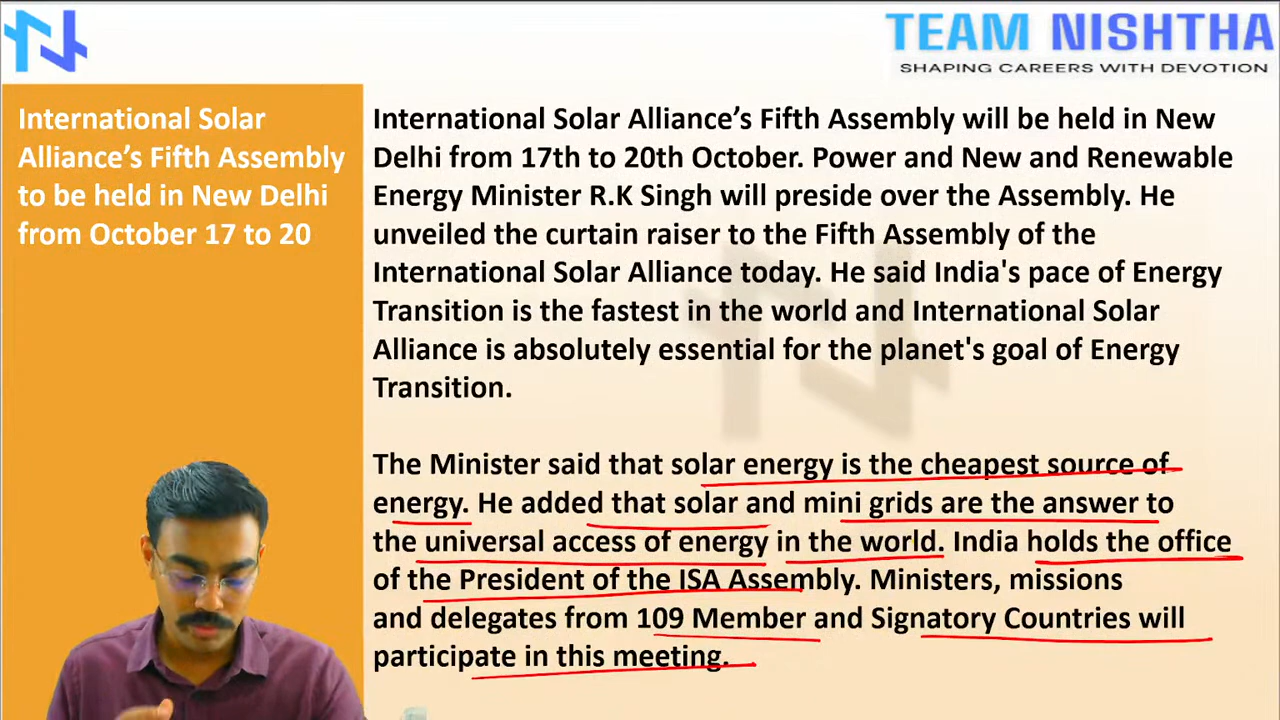 TEAM NISHTHA
SHAPING CAREERS WITH DEVOTION
International Solar
Alliance's Fifth Assembly
to be held in New Delhi
from October 17 to 20
International Solar Alliance's Fifth Assembly will be held in New
Delhi from 17th to 20th October. Power and New and Renewable
Energy Minister R.K Singh will preside over the Assembly. He
unveiled the curtain raiser to the Fifth Assembly of the
International Solar Alliance today. He said India's pace of Energy
Transition is the fastest in the world and International Solar
Alliance is absolutely essential for the planet's goal of Energy
Transition.
The Minister said that solar energy is the cheapest source of
energy. He added that solar and mini grids are the answer to
the universal access of energy in the world. India holds the office
of the President of the ISA Assembly. Ministers, missions
and delegates from 109 Member and Signatory Countries will
participate in this meeting.